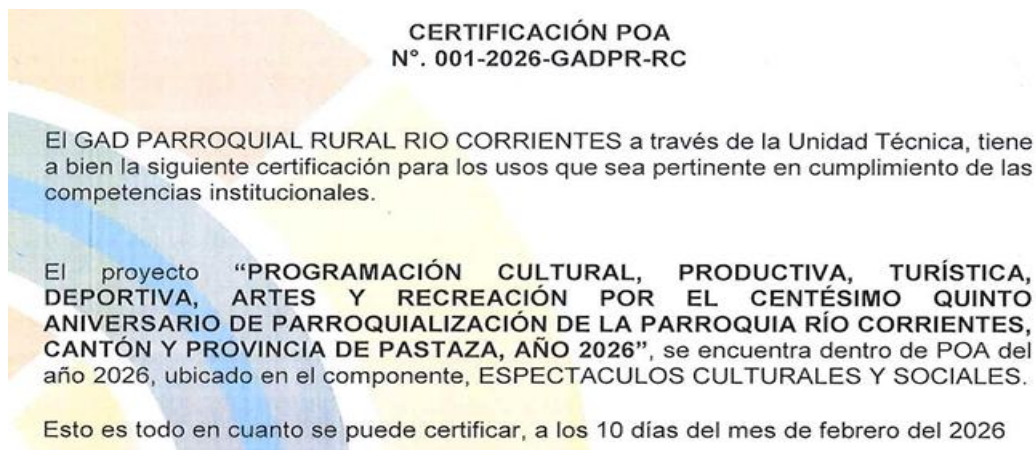 CERTIFICACIÓN POA
N°. 001-2026-GADPR-RC
El GAD PARROQUIAL RURAL RIO CORRIENTES a través de la Unidad Técnica, tiene
a bien la siguiente certificación para los usos que sea pertinente en cumplimiento de las
competencias institucionales.
El proyecto “PROGRAMACIÓN CULTURAL, PRODUCTIVA, TURÍSTICA,
DEPORTIVA, ARTES Y RECREACIÓN POR EL CENTÉSIMO QUINTO
ANIVERSARIO DE PARROQUIALIZACIÓN DE LA PARROQUIA RÍO CORRIENTES,
CANTÓN Y PROVINCIA DE PASTAZA, AÑO 2026”, se encuentra dentro de POA del
año 2026, ubicado en el componente, ESPECTACULOS CULTURALES Y SOCIALES.
Esto es todo en cuanto se puede certificar, a los 10 días del mes de febrero del 2026